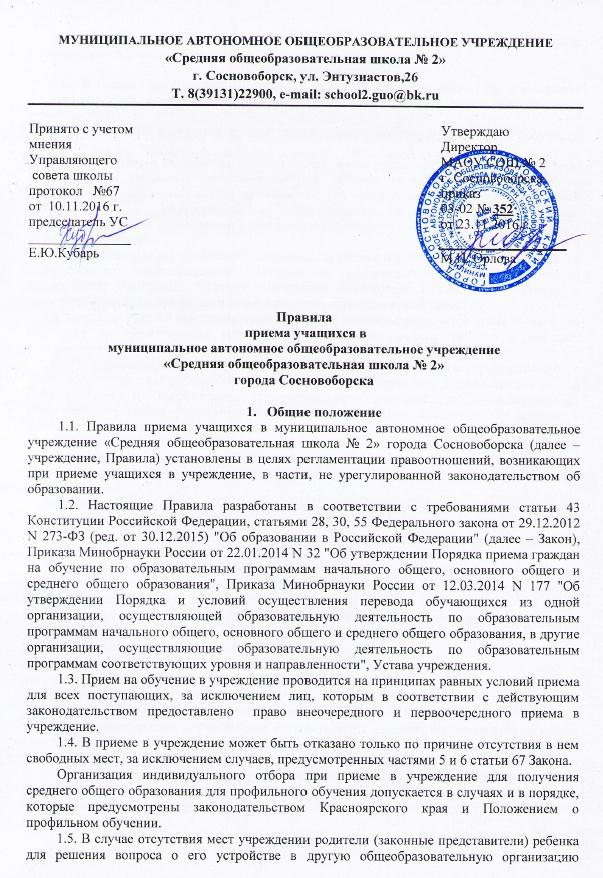 МУНИЦИПАЛЬНОЕ АВТОНОМНОЕ ОБЩЕОБРАЗОВАТЕЛЬНОЕ УЧРЕЖДЕНИЕ
«Средняя общеобразовательная школа № 2»
г. Сосновоборск, ул. Энтузиастов,26
Т. 8(39131)22900, e-mail: school2.guo@bk.ru
Принято с учетом
мнения
Управляющего
совета школы
протокол №67
от 10.11.2016 г.
председатель УС
Е.Ю.Кубарь
Утверждаю
Директор
МАОУ СОШ № 2
г. Сосновоборска
приказ
03-02 № 352
от 23.11.2016 г.
Орлова
Правила
приема учащихся в
муниципальное автономное общеобразовательное учреждение
«Средняя общеобразовательная школа № 2»
города Сосновоборска
1. Общие положение
1.1. Правила приема учащихся в муниципальное автономное общеобразовательное
учреждение «Средняя общеобразовательная школа № 2» города Сосновоборска (далее –
учреждение, Правила) установлены в целях регламентации правоотношений, возникающих
при приеме учащихся в учреждение, в части, не урегулированной законодательством об
образовании.
1.2. Настоящие Правила разработаны в соответствии с требованиями статьи 43
Конституции Российской Федерации, статьями 28, 30, 55 Федерального закона от 29.12.2012
N 273-ФЗ (ред. от 30.12.2015) "Об образовании в Российской Федерации" (далее – Закон),
Приказа Минобрнауки России от 22.01.2014 N 32 "Об утверждении Порядка приема граждан
на обучение по образовательным программам начального общего, основного общего и
среднего общего образования", Приказа Минобрнауки России от 12.03.2014 N 177 "Об
утверждении Порядка и условий осуществления перевода обучающихся из одной
организации, осуществляющей образовательную деятельность по образовательным
программам начального общего, основного общего и среднего общего образования, в другие
организации, осуществляющие образовательную деятельность по образовательным
программам соответствующих уровня и направленности", Устава учреждения.
1.3. Прием на обучение в учреждение проводится на принципах равных условий приема
для всех поступающих, за исключением лиц, которым в соответствии с действующим
законодательством предоставлено право внеочередного и первоочередного приема в
учреждение.
1.4. В приеме в учреждение может быть отказано только по причине отсутствия в нем
свободных мест, за исключением случаев, предусмотренных частями 5 и 6 статьи 67 Закона.
Организация индивидуального отбора при приеме в учреждение для получения
среднего общего образования для профильного обучения допускается в случаях и в порядке,
которые предусмотрены законодательством Красноярского края и Положением о
профильном обучении.
1.5. В случае отсутствия мест учреждении родители (законные представители) ребенка
для решения вопроса о его устройстве в другую общеобразовательную организацию